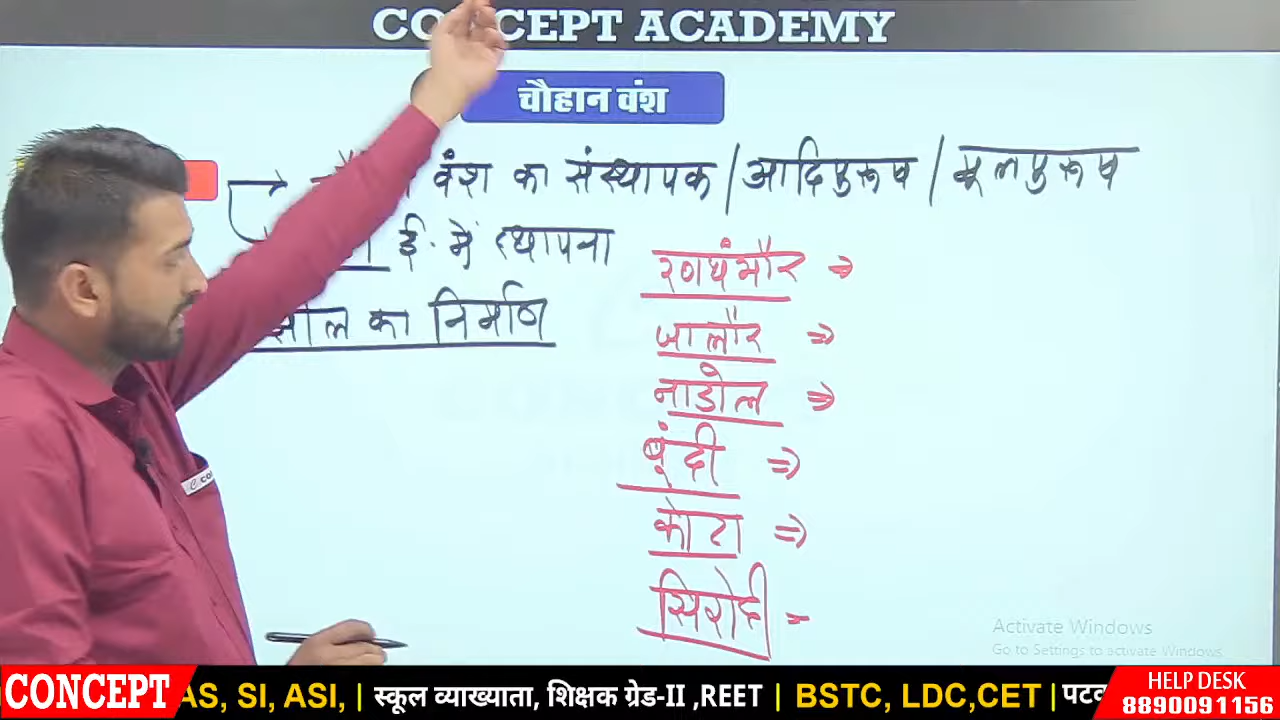 CONCEPT ACADEMY
चौहान वंश
वंश का संस्थापक / आदिपुरूष / मूलपुरूष
ई. में स्थापना
का निर्माण
रणथंभौर ⇒
जालौर ⇒
नाडोल ⇒
बूंदी ⇒
कोटा ⇒
सिरोही =
Activate Windows
Go to Settings to activate Windows.
CONCEPT
AS, SI, ASI, | स्कूल व्याख्याता, शिक्षक ग्रेड-II ,REET | BSTC, LDC,CET | पटव
HELP DESK
8890091156